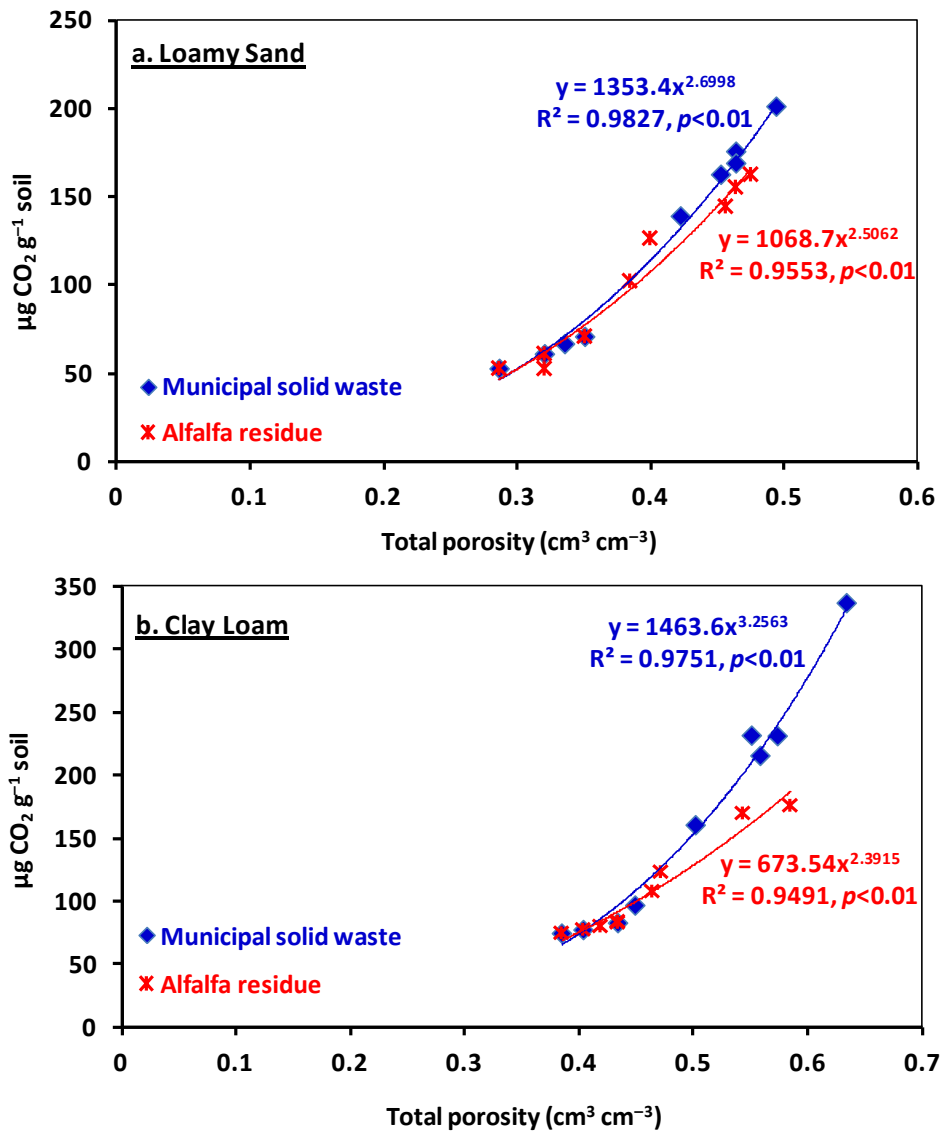 250
200
150
100
50
0
µg CO₂ g⁻¹ soil
a. Loamy Sand
y = 1353.4x^2.6998
R² = 0.9827, p<0.01
y = 1068.7x^2.5062
R² = 0.9553, p<0.01
Municipal solid waste
Alfalfa residue
0 0.1 0.2 0.3 0.4 0.5 0.6
Total porosity (cm³ cm⁻³)
350
300
250
200
150
100
50
0
µg CO₂ g⁻¹ soil
b. Clay Loam
y = 1463.6x^3.2563
R² = 0.9751, p<0.01
y = 673.54x^2.3915
R² = 0.9491, p<0.01
Municipal solid waste
Alfalfa residue
0 0.1 0.2 0.3 0.4 0.5 0.6 0.7
Total porosity (cm³ cm⁻³)